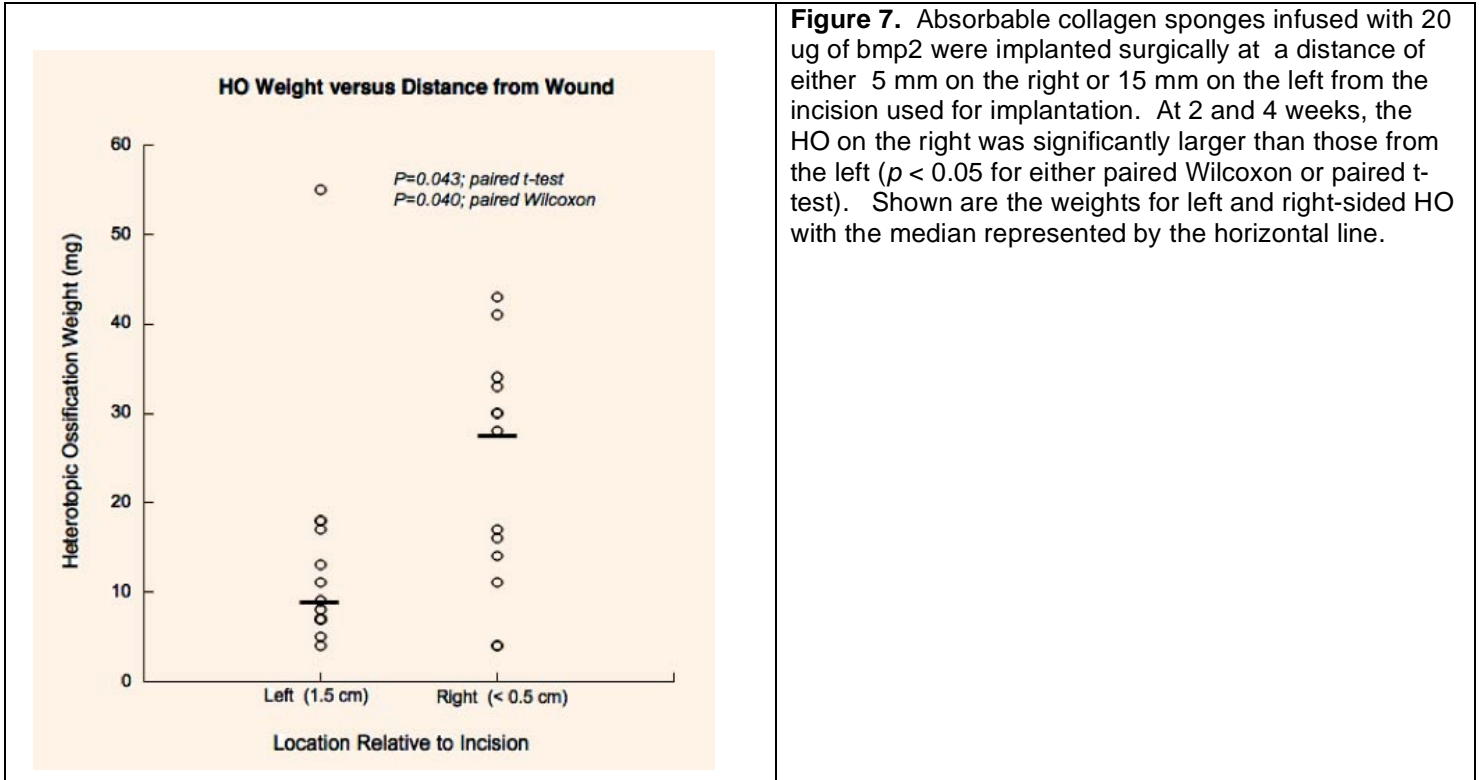 HO Weight versus Distance from Wound
60
P=0.043; paired t-test
P=0.040; paired Wilcoxon
50
40
30
20
10
0
Heterotopic Ossification Weight (mg)
Left (1.5 cm)
Right (< 0.5 cm)
Location Relative to Incision
Figure 7. Absorbable collagen sponges infused with 20
ug of bmp2 were implanted surgically at a distance of
either 5 mm on the right or 15 mm on the left from the
incision used for implantation. At 2 and 4 weeks, the
HO on the right was significantly larger than those from
the left (p < 0.05 for either paired Wilcoxon or paired t-
test). Shown are the weights for left and right-sided HO
with the median represented by the horizontal line.